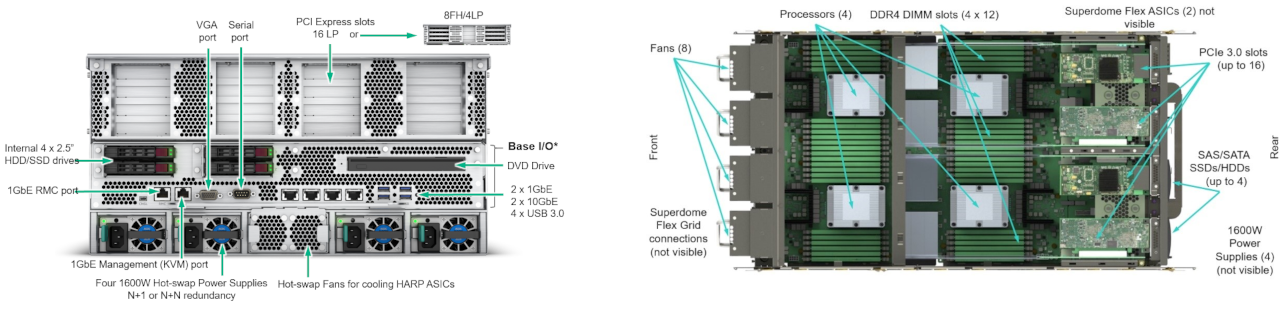 VGA
port
Serial
port
PCI Express slots
16 LP or
8FH/4LP
Internal 4 x 2.5”
HDD/SSD drives
1GbE RMC port
Base I/O*
DVD Drive
2 x 1GbE
2 x 10GbE
4 x USB 3.0
1GbE Management (KVM) port
Four 1600W Hot-swap Power Supplies
N+1 or N+N redundancy
Hot-swap Fans for cooling HARP ASICs
Processors (4)
DDR4 DIMM slots (4 x 12)
Superdome Flex ASICs (2) not
visible
Fans (8)
PCIe 3.0 slots
(up to 16)
Front
Rear
SAS/SATA
SSDs/HDDs
(up to 4)
Superdome
Flex Grid
connections
(not visible)
1600W
Power
Supplies (4)
(not visible)